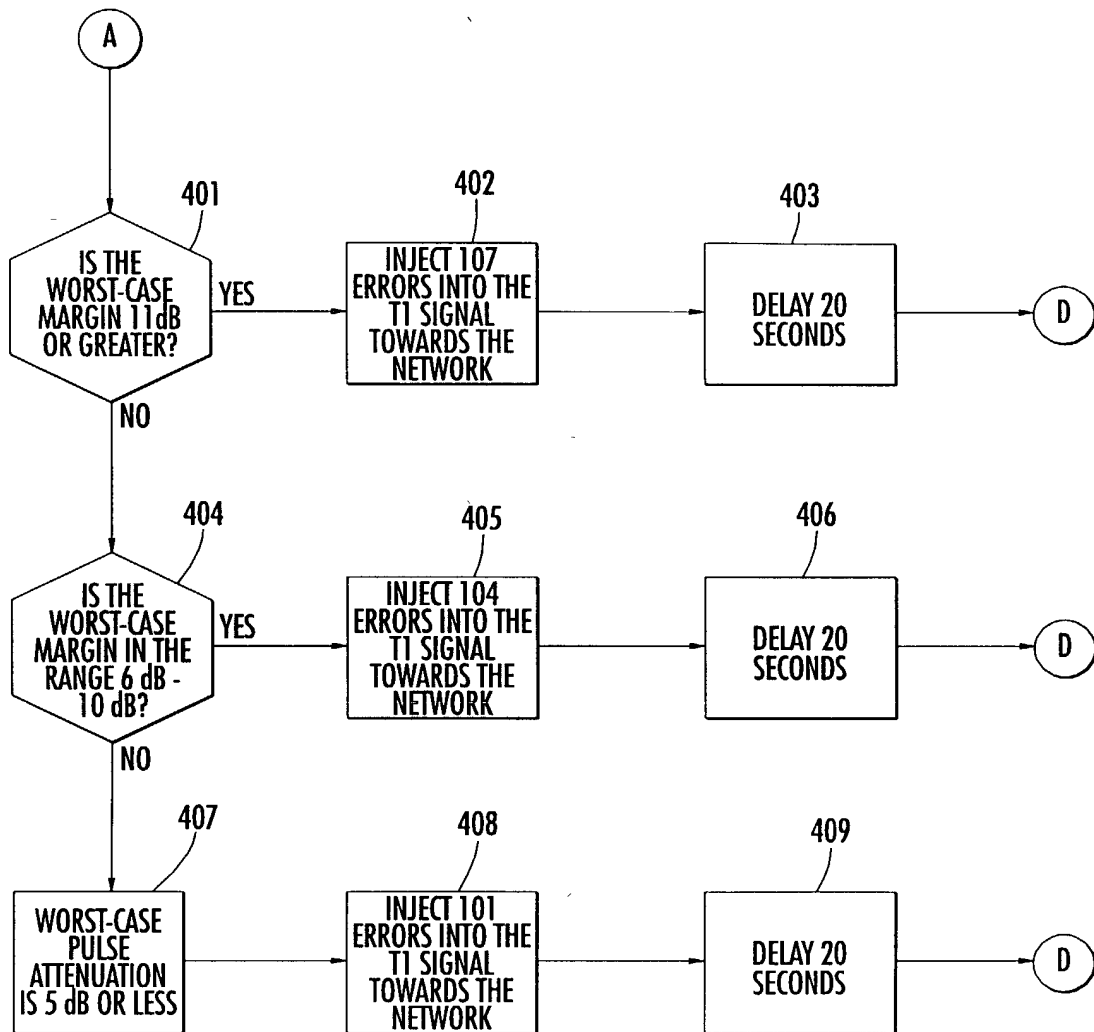 A
401
IS THE
WORST-CASE
MARGIN 11dB
OR GREATER?
YES
NO
402
INJECT 107
ERRORS INTO THE
T1 SIGNAL
TOWARDS THE
NETWORK
403
DELAY 20
SECONDS
D
404
IS THE
WORST-CASE
MARGIN IN THE
RANGE 6 dB -
10 dB?
YES
NO
405
INJECT 104
ERRORS INTO THE
T1 SIGNAL
TOWARDS THE
NETWORK
406
DELAY 20
SECONDS
D
407
WORST-CASE
PULSE
ATTENUATION
IS 5 dB OR LESS
408
INJECT 101
ERRORS INTO THE
T1 SIGNAL
TOWARDS THE
NETWORK
409
DELAY 20
SECONDS
D